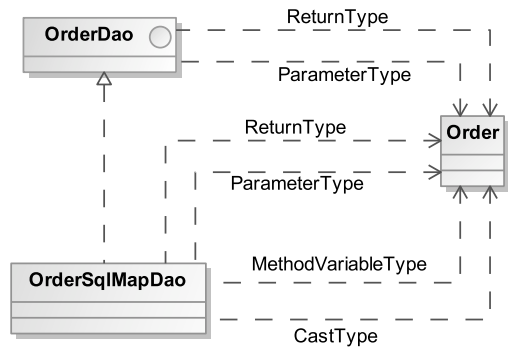 ReturnType
OrderDao
ParameterType
ReturnType
Order
ParameterType
OrderSqlMapDao
MethodVariableType
CastType